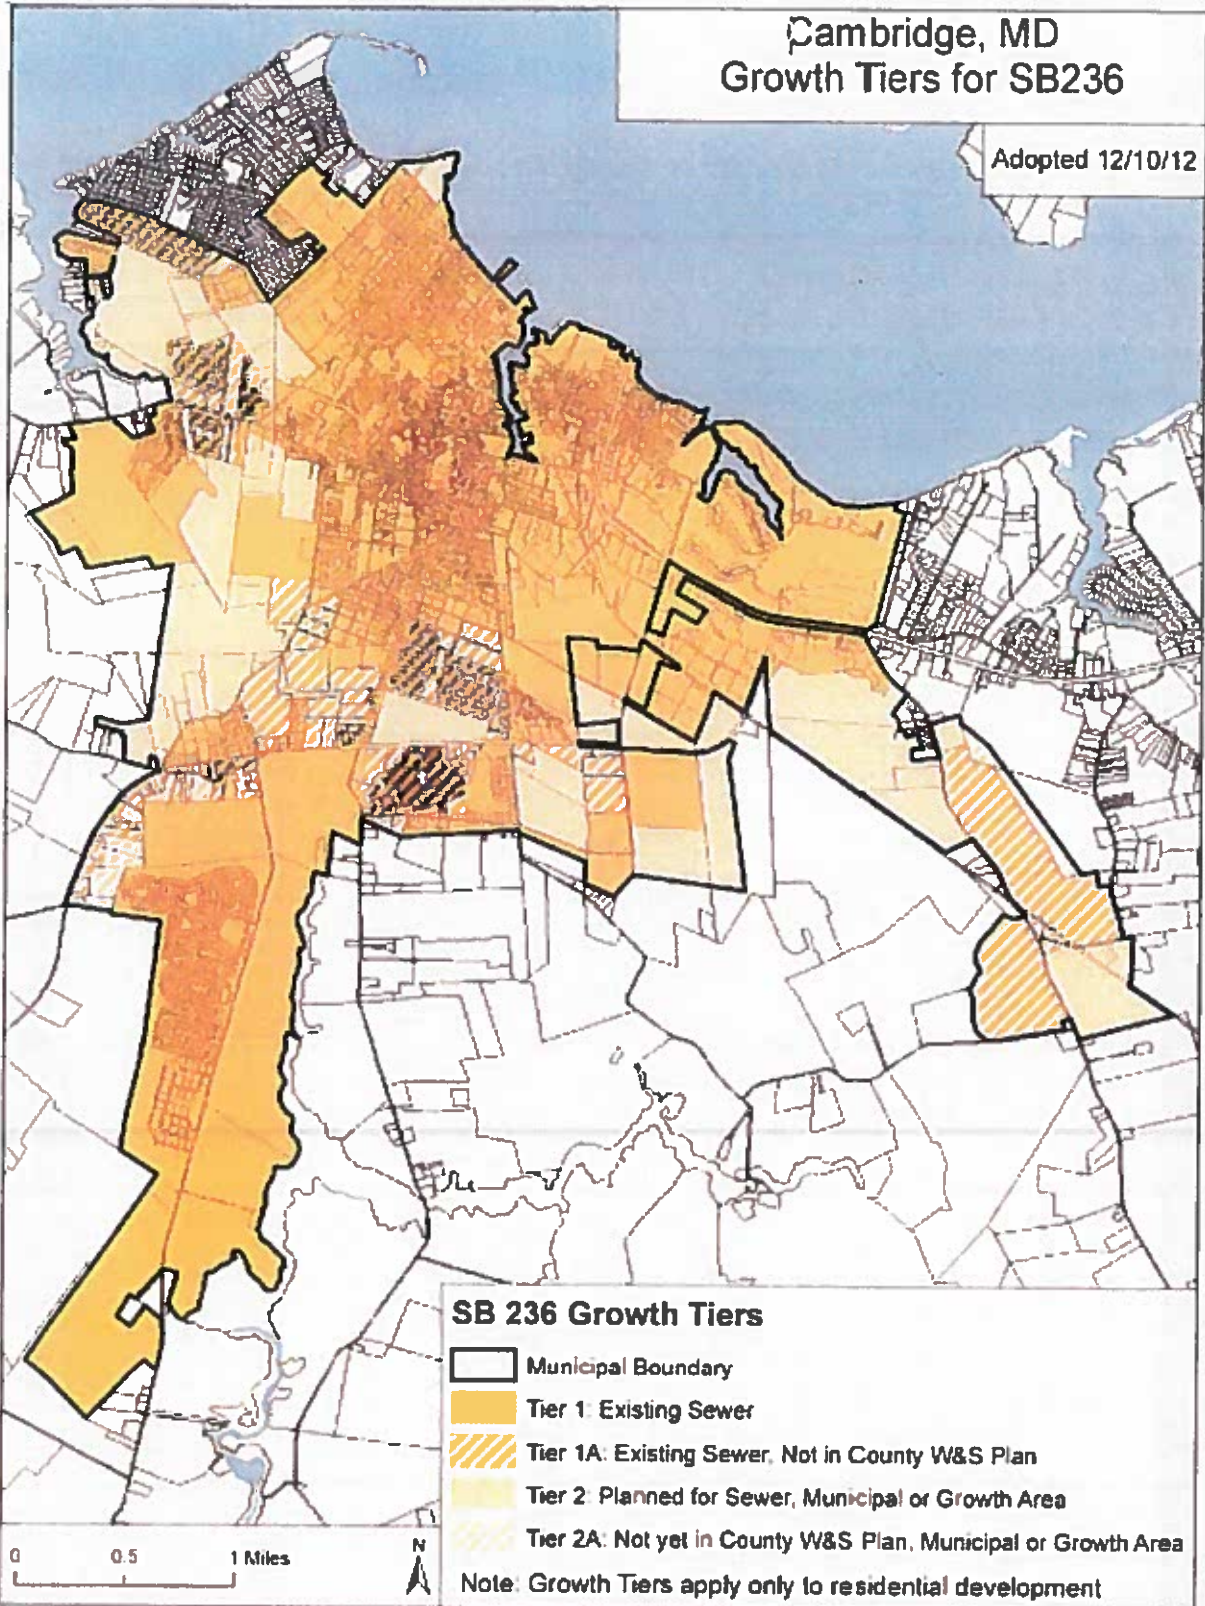 Cambridge, MD
Growth Tiers for SB236
Adopted 12/10/12
SB 236 Growth Tiers
Municipal Boundary
Tier 1: Existing Sewer
Tier 1A: Existing Sewer, Not in County W&S Plan
Tier 2: Planned for Sewer, Municipal or Growth Area
Tier 2A: Not yet in County W&S Plan, Municipal or Growth Area
Note: Growth Tiers apply only to residential development
0 0.5 1 Miles
N